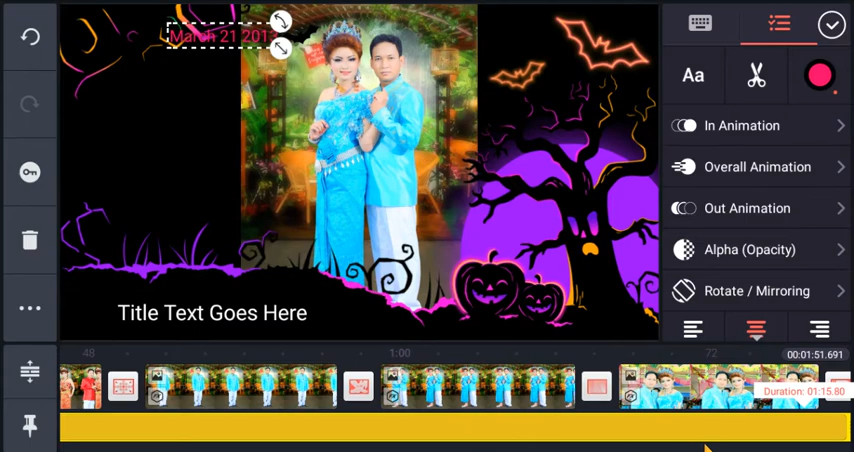 March 21 2013
Title Text Goes Here
Aa
In Animation
Overall Animation
Out Animation
Alpha (Opacity)
Rotate / Mirroring
48
1:00
72
00:01:51.691
Duration: 01:15.80